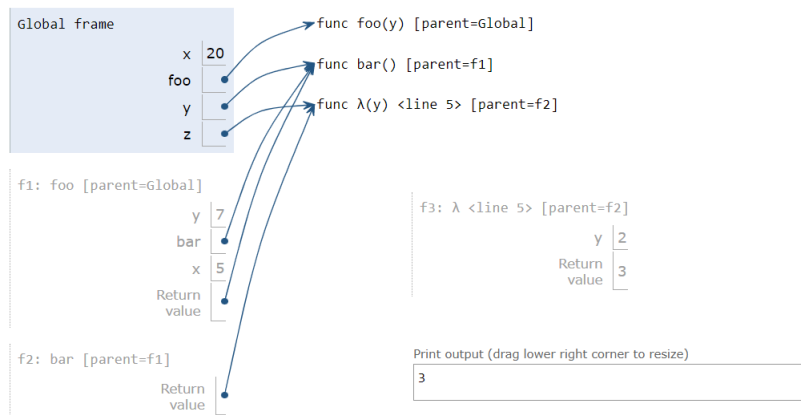 Global frame
x 20
foo
y
z
func foo(y) [parent=Global]
func bar() [parent=f1]
func λ(y) <line 5> [parent=f2]
f1: foo [parent=Global]
y 7
bar
x 5
Return
value
f2: bar [parent=f1]
Return
value
f3: λ <line 5> [parent=f2]
y 2
Return
value 3
Print output (drag lower right corner to resize)
3